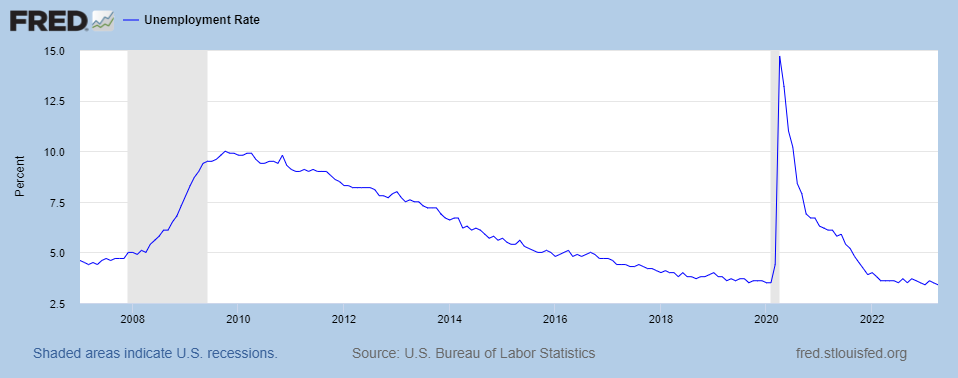 FRED Unemployment Rate
15.0
12.5
10.0
7.5
5.0
2.5
Percent
2008 2010 2012 2014 2016 2018 2020 2022
Shaded areas indicate U.S. recessions. Source: U.S. Bureau of Labor Statistics fred.stlouisfed.org